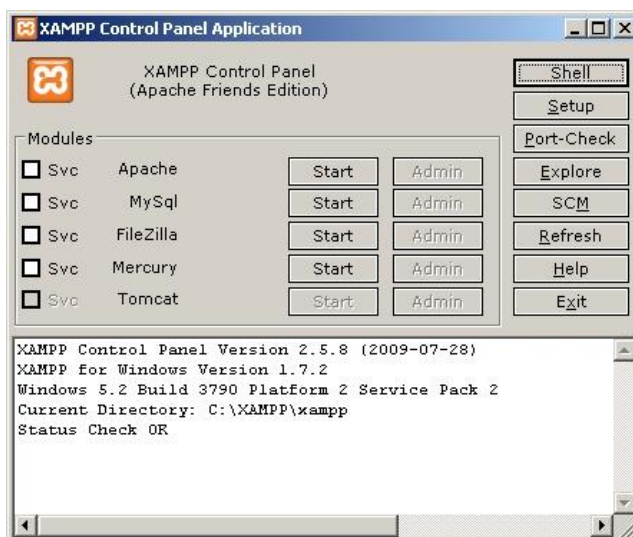 XAMPP Control Panel Application
XAMPP Control Panel
(Apache Friends Edition)
Shell
Setup
Port-Check
Explore
SCM
Refresh
Help
Exit
Modules
Svc Apache Start Admin
Svc MySql Start Admin
Svc FileZilla Start Admin
Svc Mercury Start Admin
Svc Tomcat Start Admin
XAMPP Control Panel Version 2.5.8 (2009-07-28)
XAMPP for Windows Version 1.7.2
Windows 5.2 Build 3790 Platform 2 Service Pack 2
Current Directory: C:\XAMPP\xampp
Status Check OR